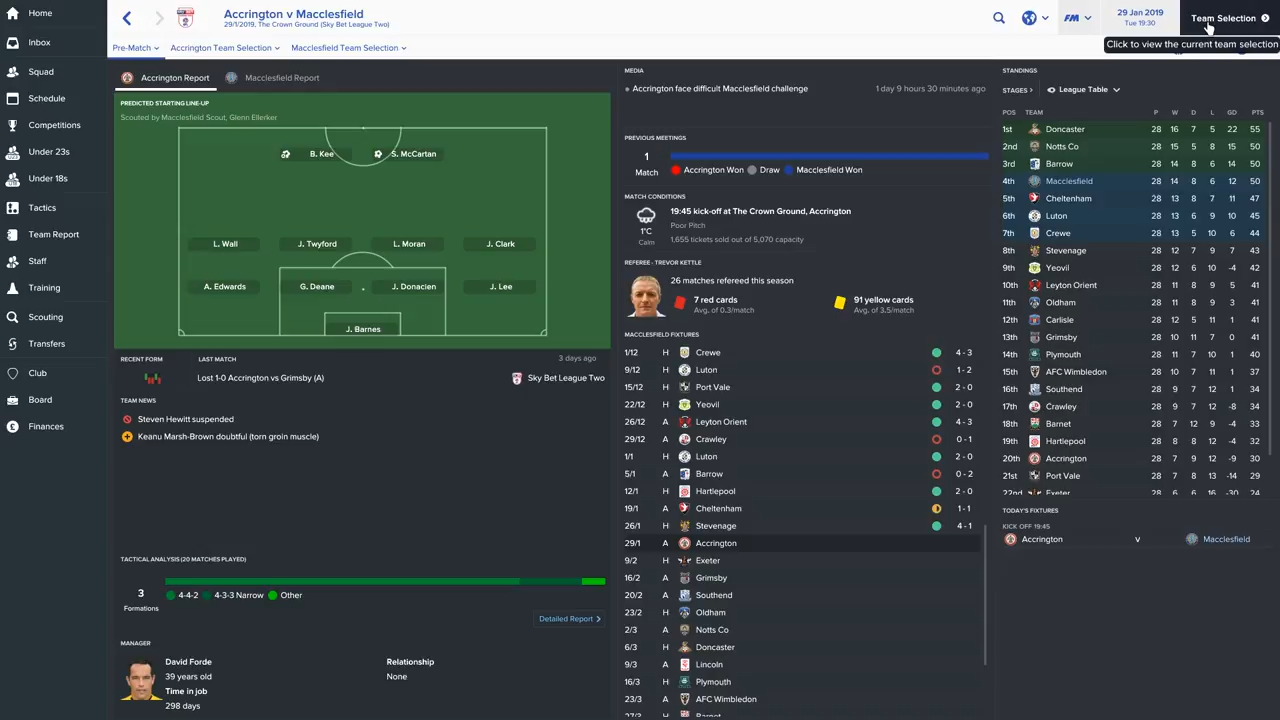 Home
Inbox
Squad
Schedule
Competitions
Under 23s
Under 18s
Tactics
Team Report
Staff
Training
Scouting
Transfers
Club
Board
Finances
Accrington v Macclesfield
29/1/2019, The Crown Ground (Sky Bet League Two)
FM
29 Jan 2019
Tue 19:30
Team Selection
Click to view the current team selection
Pre-Match
Accrington Team Selection
Macclesfield Team Selection
Accrington Report
Macclesfield Report
PREDICTED STARTING LINE-UP
Scouted by Macclesfield Scout, Glenn Ellerker
B. Kee
S. McCartan
L. Wall
J. Twyford
L. Moran
J. Clark
A. Edwards
G. Deane
J. Donacien
J. Lee
J. Barnes
RECENT FORM
LAST MATCH
3 days ago
Lost 1-0 Accrington vs Grimsby (A)
Sky Bet League Two
TEAM NEWS
Steven Hewitt suspended
Keanu Marsh-Brown doubtful (torn groin muscle)
TACTICAL ANALYSIS (20 MATCHES PLAYED)
3
Formations
4-4-2
4-3-3 Narrow
Other
Detailed Report >
MANAGER
David Forde
39 years old
Time in job
298 days
Relationship
None
MEDIA
Accrington face difficult Macclesfield challenge
1 day 9 hours 30 minutes ago
PREVIOUS MEETINGS
1
Match
Accrington Won
Draw
Macclesfield Won
MATCH CONDITIONS
1°C
Calm
19:45 kick-off at The Crown Ground, Accrington
Poor Pitch
1,655 tickets sold out of 5,070 capacity
REFEREE - TREVOR KETTLE
26 matches refereed this season
7 red cards
Avg. of 0.3/match
91 yellow cards
Avg. of 3.5/match
MACCLESFIELD FIXTURES
1/12 H Crewe 4 - 3
9/12 H Luton 1 - 2
15/12 H Port Vale 2 - 0
22/12 H Yeovil 2 - 0
26/12 A Leyton Orient 4 - 3
29/12 A Crawley 0 - 1
1/1 H Luton 2 - 0
5/1 A Barrow 0 - 2
12/1 H Hartlepool 2 - 0
19/1 A Cheltenham 1 - 1
26/1 H Stevenage 4 - 1
29/1 A Accrington
9/2 H Exeter
16/2 A Grimsby
20/2 A Southend
23/2 H Oldham
2/3 A Notts Co
6/3 H Doncaster
9/3 A Lincoln
16/3 H Plymouth
23/3 A AFC Wimbledon
27/3 H Barnet
STANDINGS
STAGES >
League Table
POS TEAM P W D L GD PTS
1st Doncaster 28 16 7 5 22 55
2nd Notts Co 28 15 5 8 15 50
3rd Barrow 28 14 8 6 14 50
4th Macclesfield 28 14 8 6 12 50
5th Cheltenham 28 13 8 7 11 47
6th Luton 28 13 6 9 10 45
7th Crewe 28 13 5 10 6 44
8th Stevenage 28 12 7 9 7 43
9th Yeovil 28 12 6 10 -4 42
10th Leyton Orient 28 11 8 9 5 41
11th Oldham 28 11 8 9 3 41
12th Carlisle 28 12 5 11 1 41
13th Grimsby 28 10 11 7 0 41
14th Plymouth 28 11 7 10 1 40
15th AFC Wimbledon 28 10 7 11 1 37
16th Southend 28 9 7 12 1 34
17th Crawley 28 9 7 12 -8 34
18th Barnet 28 7 12 9 -4 33
19th Hartlepool 28 8 8 12 -4 32
20th Accrington 28 7 9 12 -9 30
21st Port Vale 28 7 8 13 -14 29
22nd Exeter 28 6 6 16 -30 24
TODAY'S FIXTURES
KICK OFF 19:45
Accrington v Macclesfield